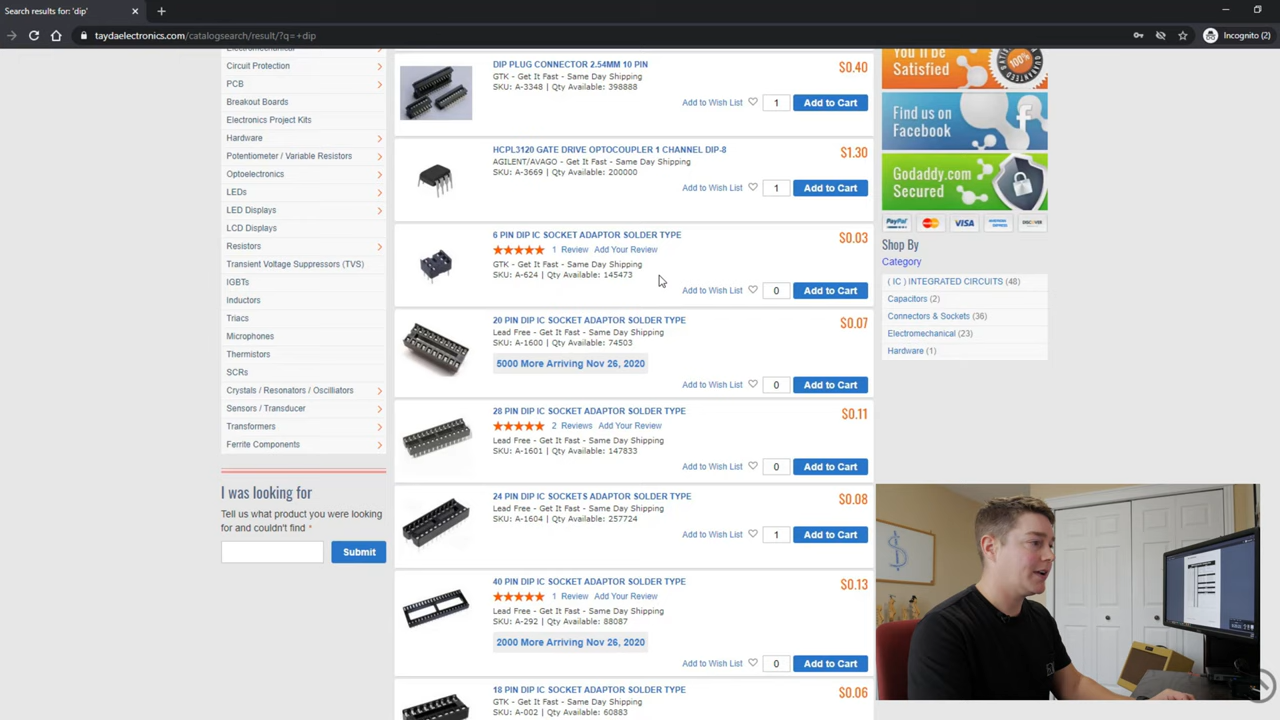 Search results for: 'dip'
Incognito (2)
taydaelectronics.com/catalogsearch/result/?q=+dip
Circuit Protection
PCB
Breakout Boards
Electronics Project Kits
Hardware
Potentiometer / Variable Resistors
Optoelectronics
LEDs
LED Displays
LCD Displays
Resistors
Transient Voltage Suppressors (TVS)
IGBTs
Inductors
Triacs
Microphones
Thermistors
SCRs
Crystals / Resonators / Oscilliators
Sensors / Transducer
Transformers
Ferrite Components
I was looking for
Tell us what product you were looking
for and couldn't find *
Submit
DIP PLUG CONNECTOR 2.54MM 10 PIN
$0.40
GTK - Get It Fast - Same Day Shipping
SKU: A-3348 | Qty Available: 398888
Add to Wish List 1 Add to Cart
HCPL3120 GATE DRIVE OPTOCOUPLER 1 CHANNEL DIP-8
$1.30
AGILENT/AVAGO - Get It Fast - Same Day Shipping
SKU: A-3669 | Qty Available: 200000
Add to Wish List 1 Add to Cart
6 PIN DIP IC SOCKET ADAPTOR SOLDER TYPE
$0.03
1 Review Add Your Review
GTK - Get It Fast - Same Day Shipping
SKU: A-624 | Qty Available: 145473
Add to Wish List 0 Add to Cart
20 PIN DIP IC SOCKET ADAPTOR SOLDER TYPE
$0.07
Lead Free - Get It Fast - Same Day Shipping
SKU: A-1600 | Qty Available: 74503
5000 More Arriving Nov 26, 2020
Add to Wish List 0 Add to Cart
28 PIN DIP IC SOCKET ADAPTOR SOLDER TYPE
$0.11
2 Reviews Add Your Review
Lead Free - Get It Fast - Same Day Shipping
SKU: A-1601 | Qty Available: 147833
Add to Wish List 0 Add to Cart
24 PIN DIP IC SOCKETS ADAPTOR SOLDER TYPE
$0.08
Lead Free - Get It Fast - Same Day Shipping
SKU: A-1604 | Qty Available: 257724
Add to Wish List 1 Add to Cart
40 PIN DIP IC SOCKET ADAPTOR SOLDER TYPE
$0.13
1 Review Add Your Review
Lead Free - Get It Fast - Same Day Shipping
SKU: A-292 | Qty Available: 88087
2000 More Arriving Nov 26, 2020
Add to Wish List 0 Add to Cart
18 PIN DIP IC SOCKET ADAPTOR SOLDER TYPE
$0.06
GTK - Get It Fast - Same Day Shipping
SKU: A-002 | Qty Available: 60883
You'll be
Satisfied
100%
Find us on
Facebook
f
Godaddy.com
Secured
PayPal
VISA
DISCOVER
Shop By
Category
( IC ) INTEGRATED CIRCUITS (48)
Capacitors (2)
Connectors & Sockets (36)
Electromechanical (23)
Hardware (1)
$